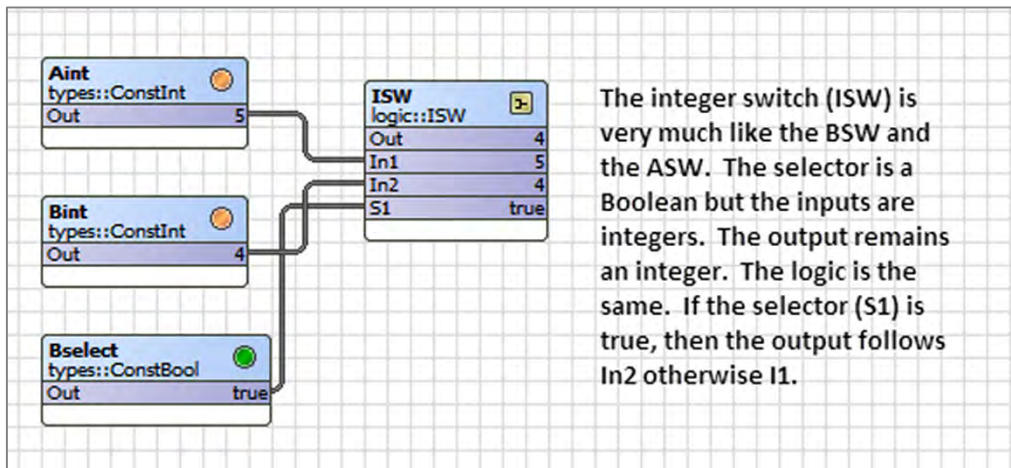 Aint
types::ConstInt
Out 5
Bint
types::ConstInt
Out 4
Bselect
types::ConstBool
Out true
ISW
logic::ISW
Out 4
In1 5
In2 4
S1 true
The integer switch (ISW) is
very much like the BSW and
the ASW. The selector is a
Boolean but the inputs are
integers. The output remains
an integer. The logic is the
same. If the selector (S1) is
true, then the output follows
In2 otherwise I1.